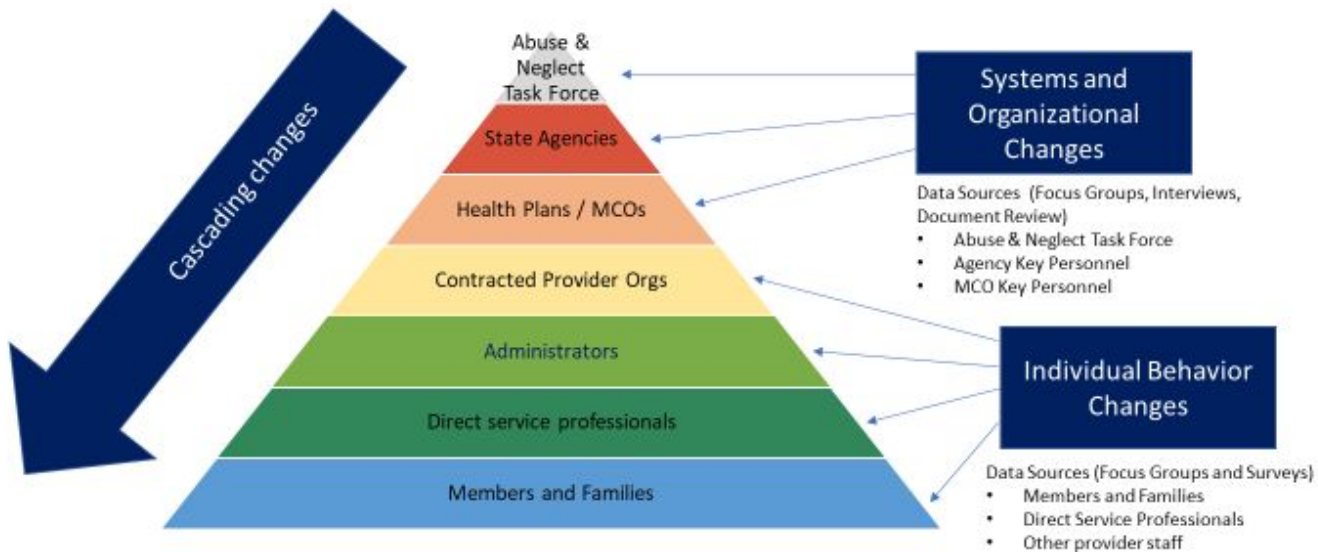 Cascading changes
Abuse &
Neglect
Task Force
State Agencies
Health Plans / MCOs
Contracted Provider Orgs
Administrators
Direct service professionals
Members and Families
Systems and
Organizational
Changes
Data Sources (Focus Groups, Interviews,
Document Review)
• Abuse & Neglect Task Force
• Agency Key Personnel
• MCO Key Personnel
Individual Behavior
Changes
Data Sources (Focus Groups and Surveys)
• Members and Families
• Direct Service Professionals
• Other provider staff